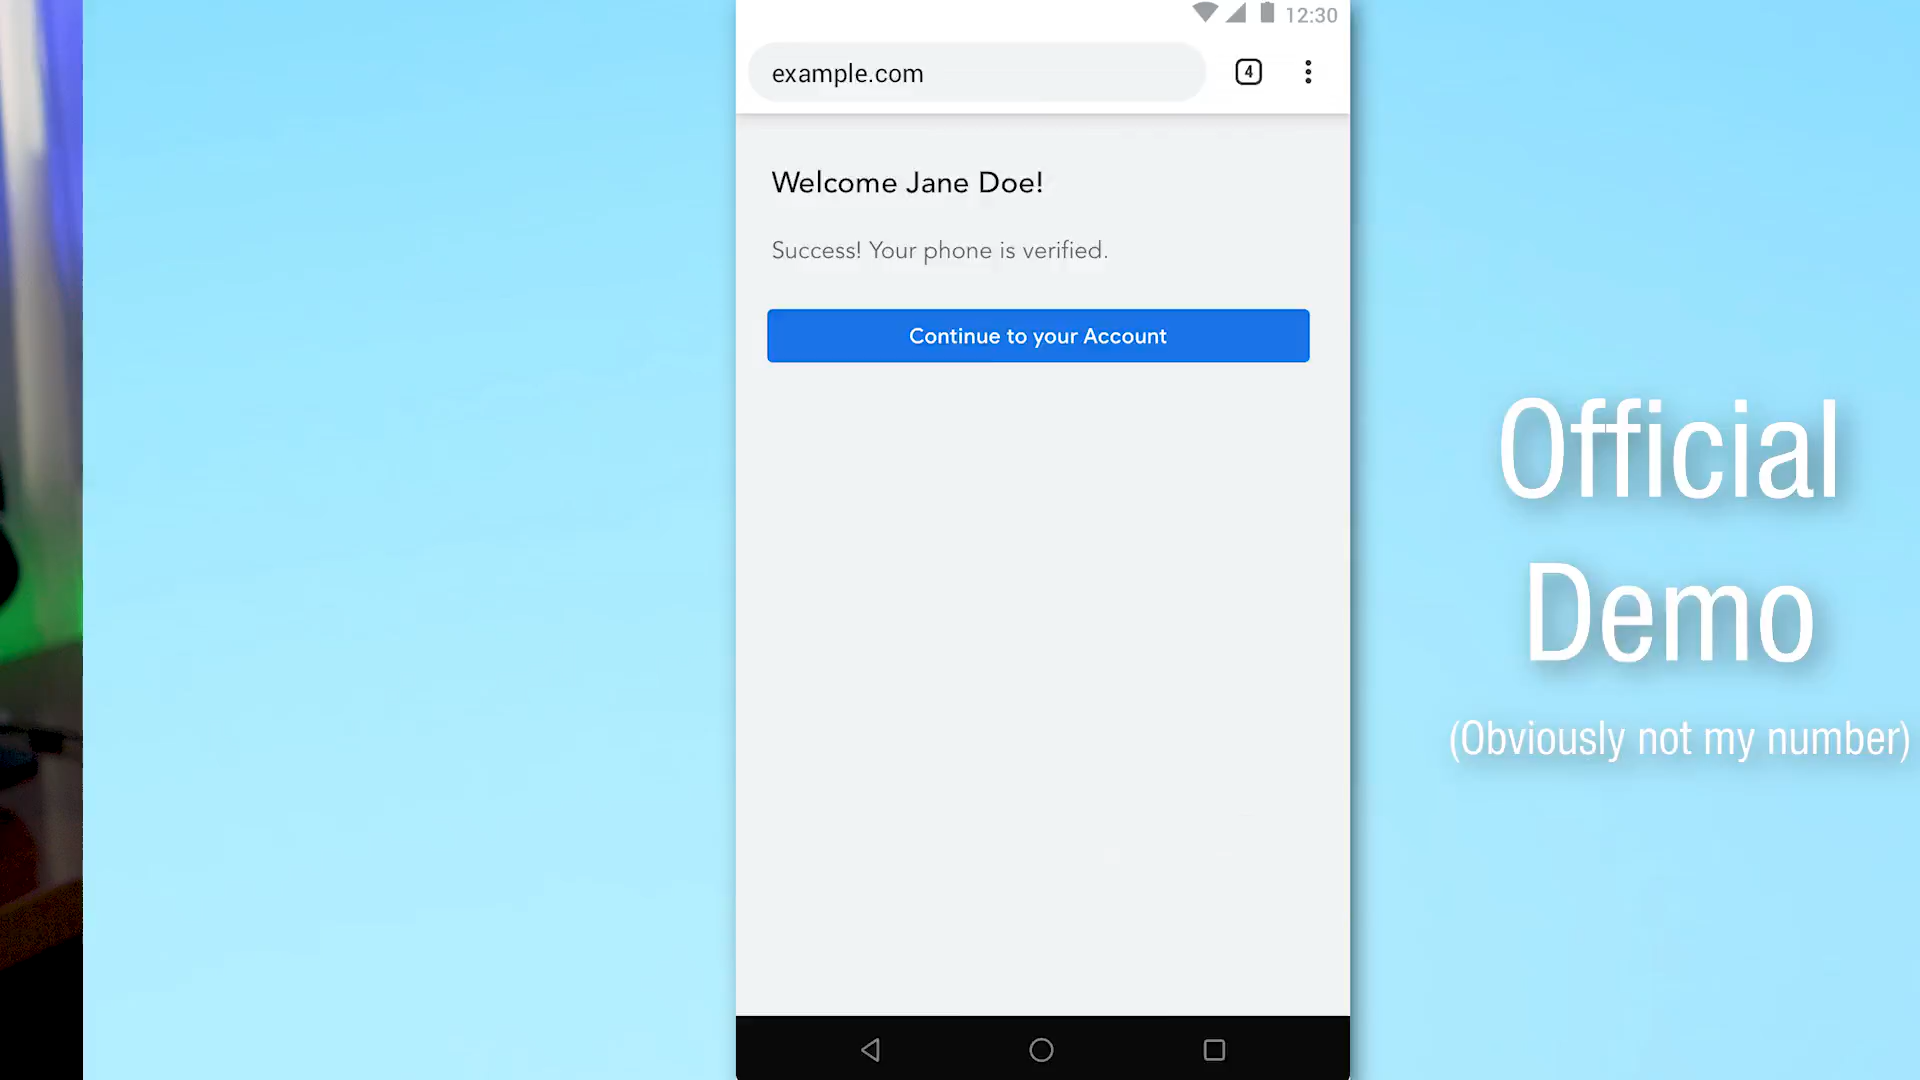 12:30
example.com
4
Welcome Jane Doe!
Success! Your phone is verified.
Continue to your Account
Official
Demo
(Obviously not my number)